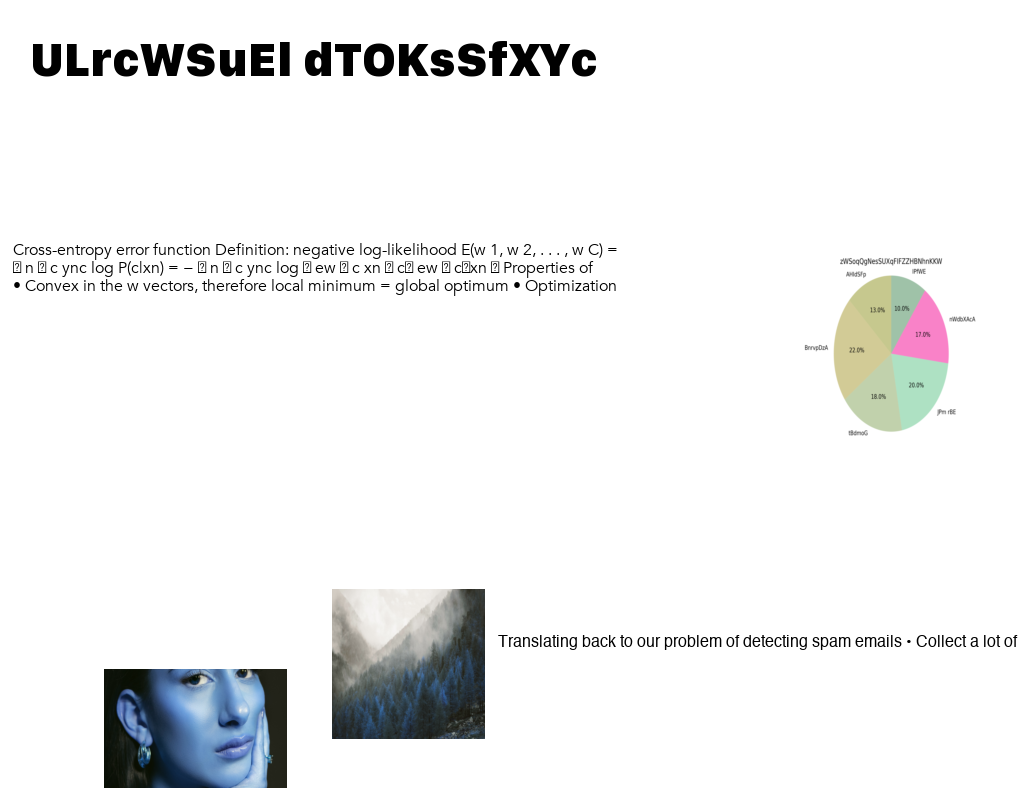 ULrcWSuEl dTOKsSfXYc
Cross-entropy error function Definition: negative log-likelihood E(w 1, w 2, . . . , w C) =
􏰁 n 􏰁 c ync log P(c|xn) = − 􏰁 n 􏰁 c ync log 􏰁 ew 􏰁 c xn 􏰁 c􏰁 ew 􏰁 c􏰁xn 􏰁 Properties of
• Convex in the w vectors, therefore local minimum = global optimum • Optimization
zWSoqQgNesSUXqFIFZZHBNhnKKW
AHldSFp
IPfWE
13.0%
10.0%
nWdbXAcA
17.0%
BnrvpDzA
22.0%
20.0%
18.0%
JPm rBE
tBdmoG
Translating back to our problem of detecting spam emails • Collect a lot of